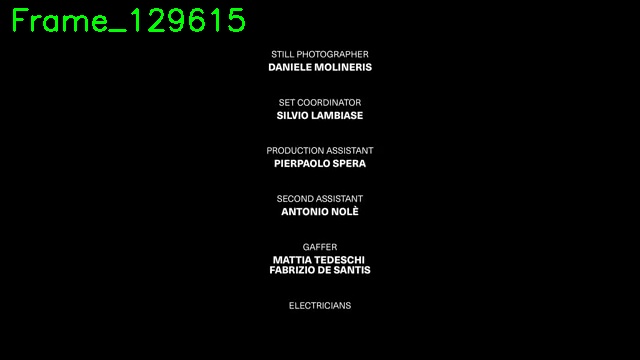 Frame_129615
STILL PHOTOGRAPHER
DANIELE MOLINERIS
SET COORDINATOR
SILVIO LAMBIASE
PRODUCTION ASSISTANT
PIERPAOLO SPERA
SECOND ASSISTANT
ANTONIO NOLÈ
GAFFER
MATTIA TEDESCHI
FABRIZIO DE SANTIS
ELECTRICIANS